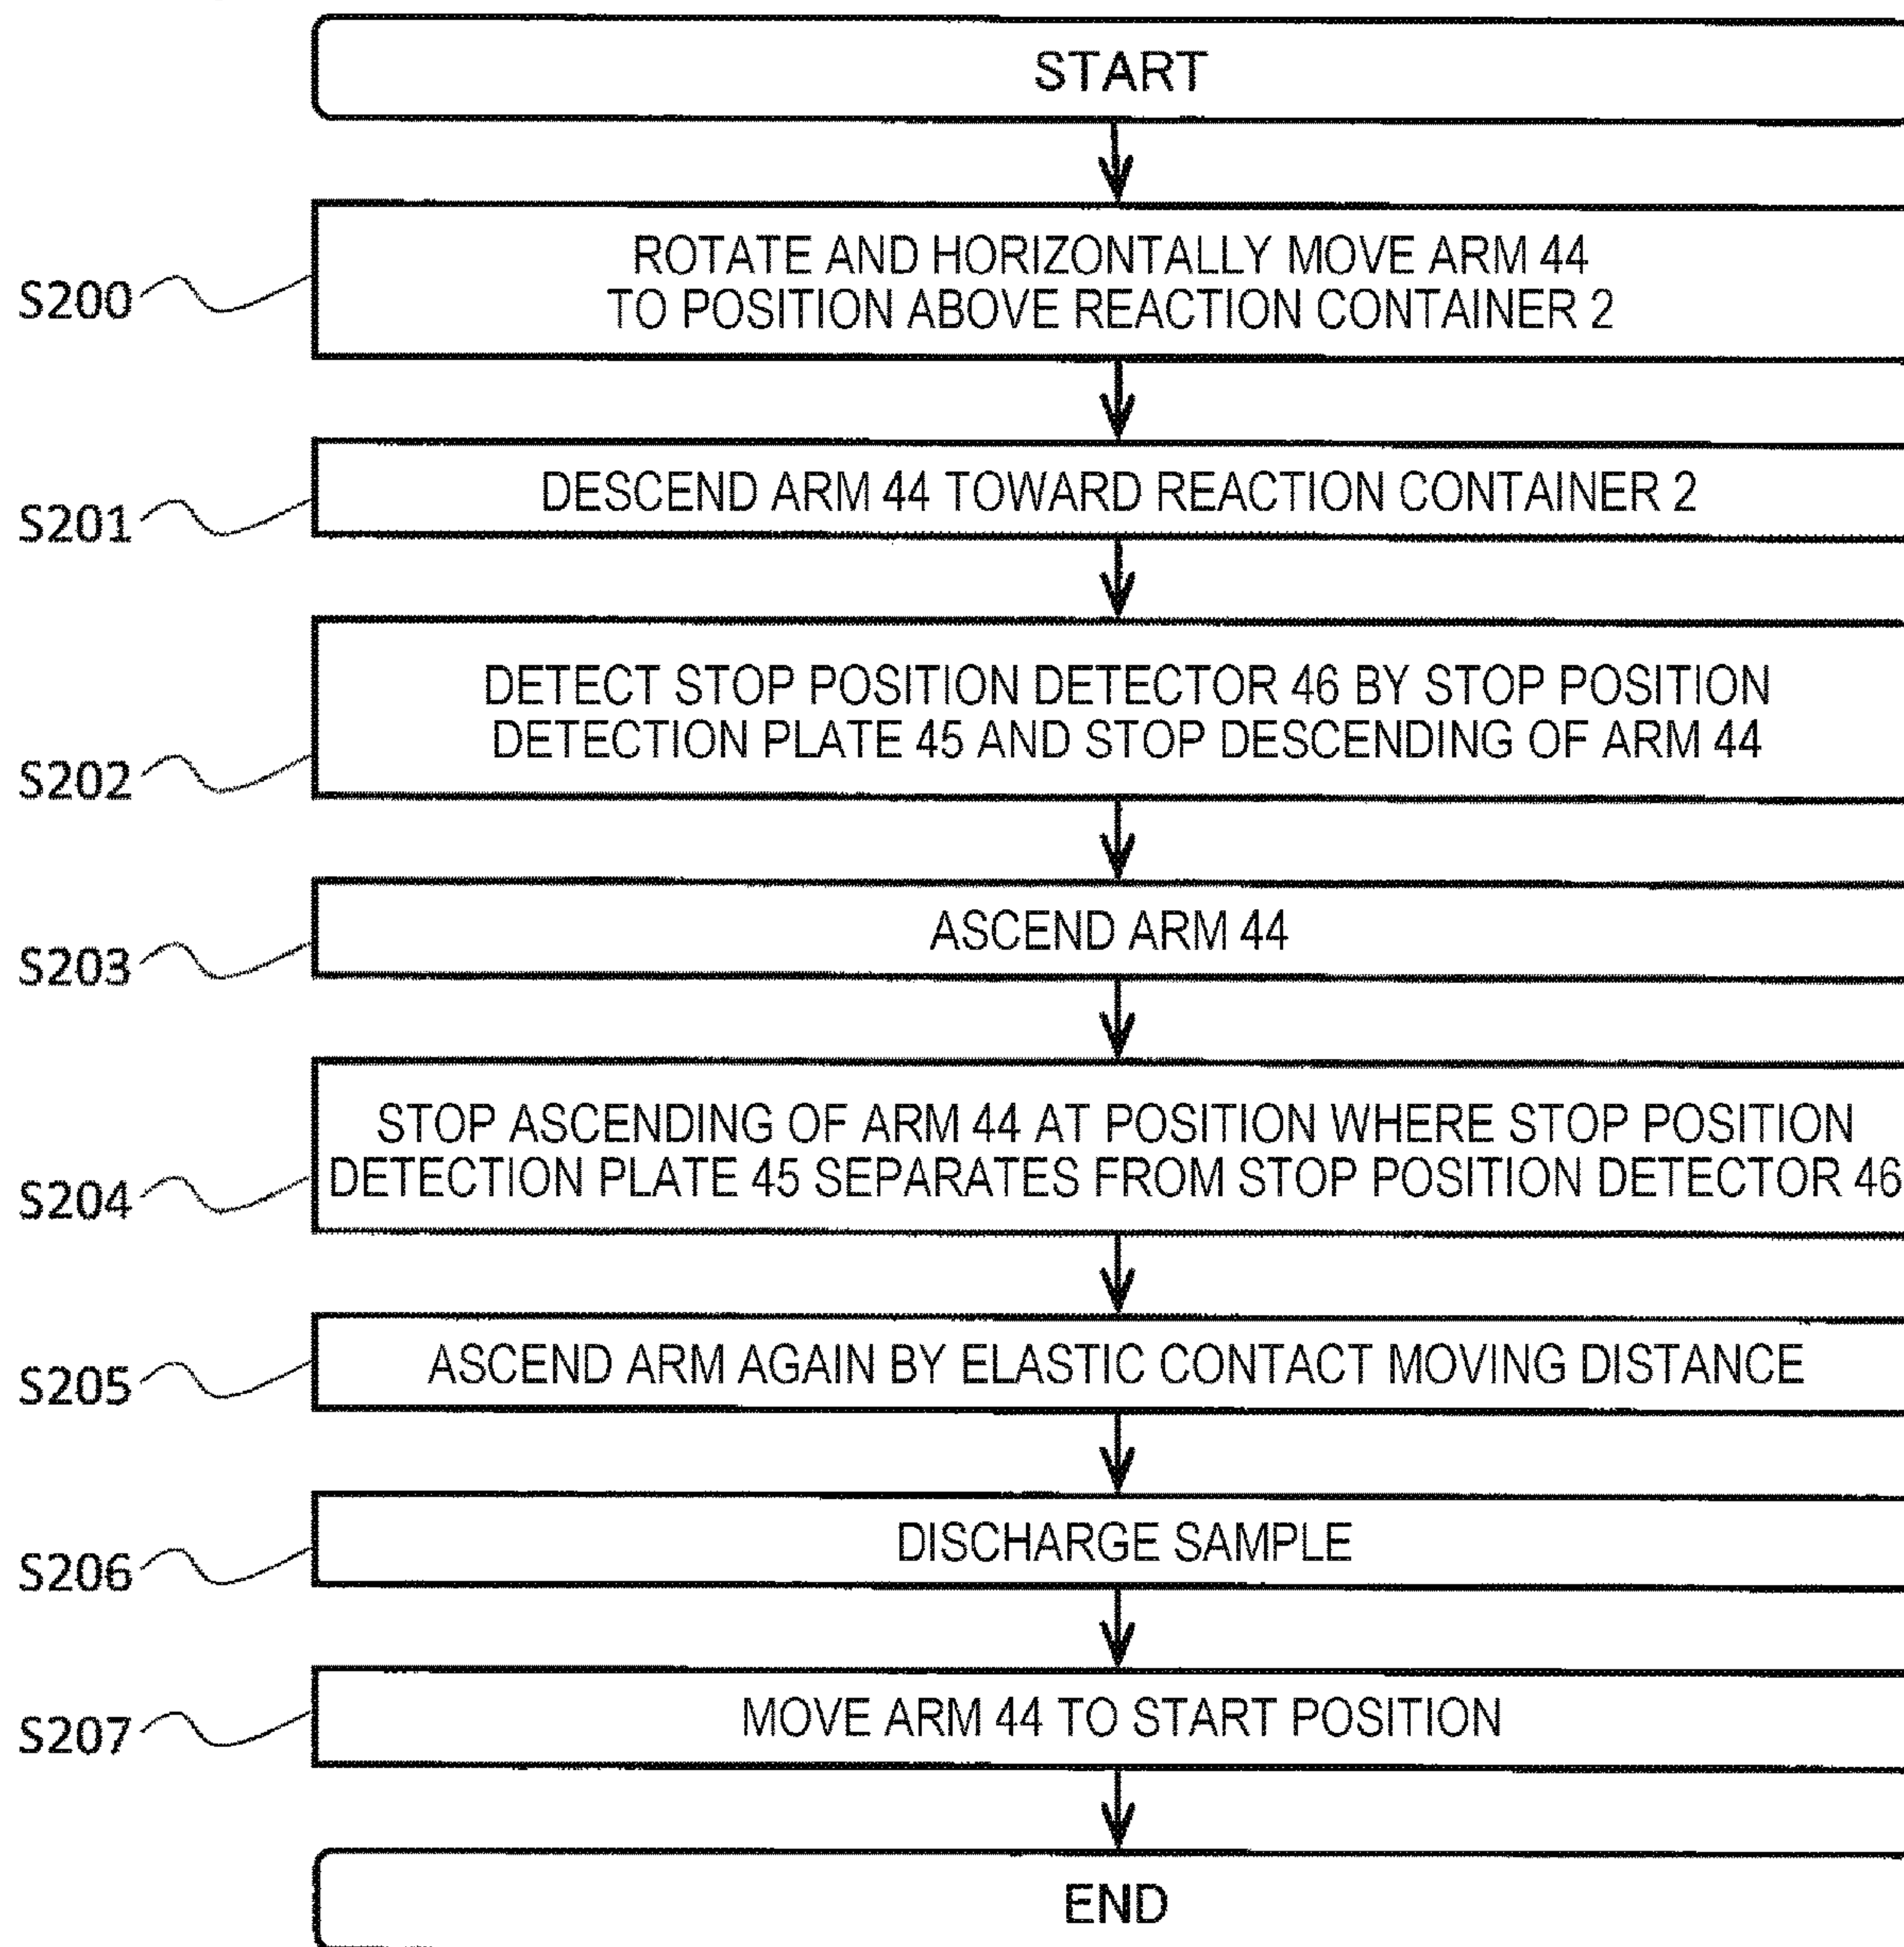 START
S200
ROTATE AND HORIZONTALLY MOVE ARM 44
TO POSITION ABOVE REACTION CONTAINER 2
S201
DESCEND ARM 44 TOWARD REACTION CONTAINER 2
S202
DETECT STOP POSITION DETECTOR 46 BY STOP POSITION
DETECTION PLATE 45 AND STOP DESCENDING OF ARM 44
S203
ASCEND ARM 44
S204
STOP ASCENDING OF ARM 44 AT POSITION WHERE STOP POSITION
DETECTION PLATE 45 SEPARATES FROM STOP POSITION DETECTOR 46
S205
ASCEND ARM AGAIN BY ELASTIC CONTACT MOVING DISTANCE
S206
DISCHARGE SAMPLE
S207
MOVE ARM 44 TO START POSITION
END